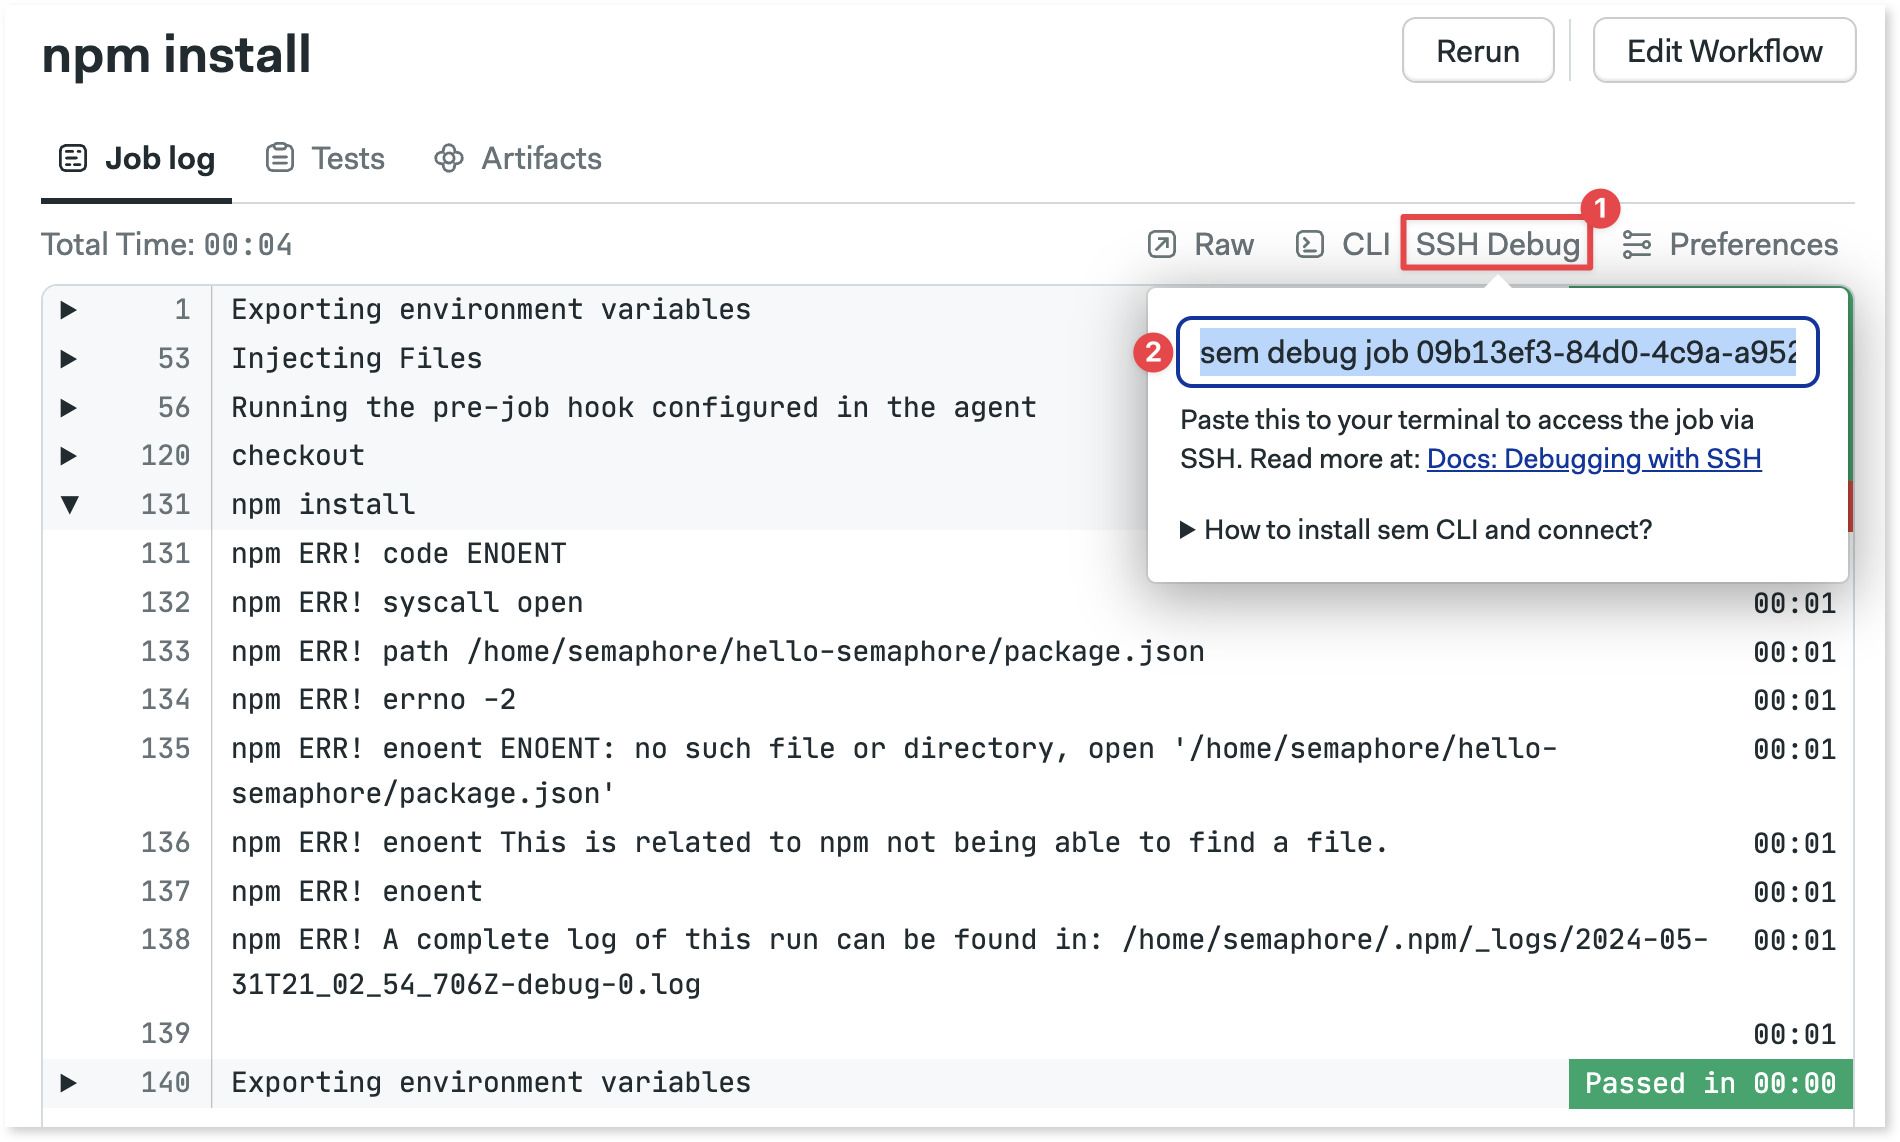 npm install
Rerun
Edit Workflow
Job log
Tests
Artifacts
1
Total Time: 00:04
Raw
CLI
SSH Debug
Preferences
1 Exporting environment variables
53 Injecting Files
56 Running the pre-job hook configured in the agent
120 checkout
131 npm install
2
sem debug job 09b13ef3-84d0-4c9a-a952
Paste this to your terminal to access the job via
SSH. Read more at: Docs: Debugging with SSH
How to install sem CLI and connect?
131 npm ERR! code ENOENT
132 npm ERR! syscall open 00:01
133 npm ERR! path /home/semaphore/hello-semaphore/package.json 00:01
134 npm ERR! errno -2 00:01
135 npm ERR! enoent ENOENT: no such file or directory, open '/home/semaphore/hello- 00:01
semaphore/package.json'
136 npm ERR! enoent This is related to npm not being able to find a file. 00:01
137 npm ERR! enoent 00:01
138 npm ERR! A complete log of this run can be found in: /home/semaphore/.npm/_logs/2024-05- 00:01
31T21_02_54_706Z-debug-0.log
139 00:01
140 Exporting environment variables Passed in 00:00